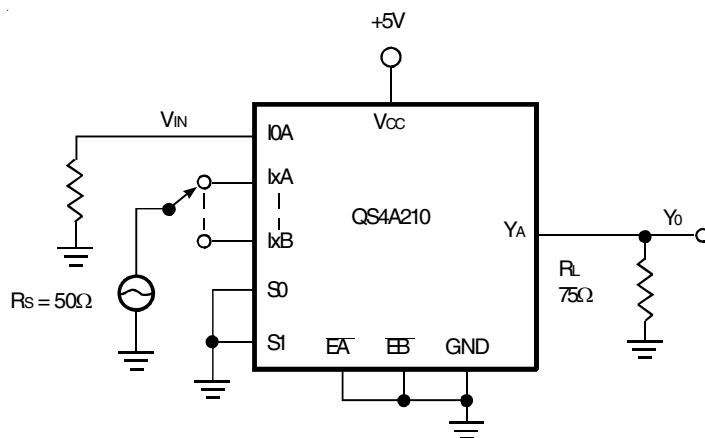 +5V
VIN
I0A
VCC
IxA
QS4A210
YA
Y0
IxB
RL
75Ω
RS = 50Ω
S0
S1
EA
EB
GND